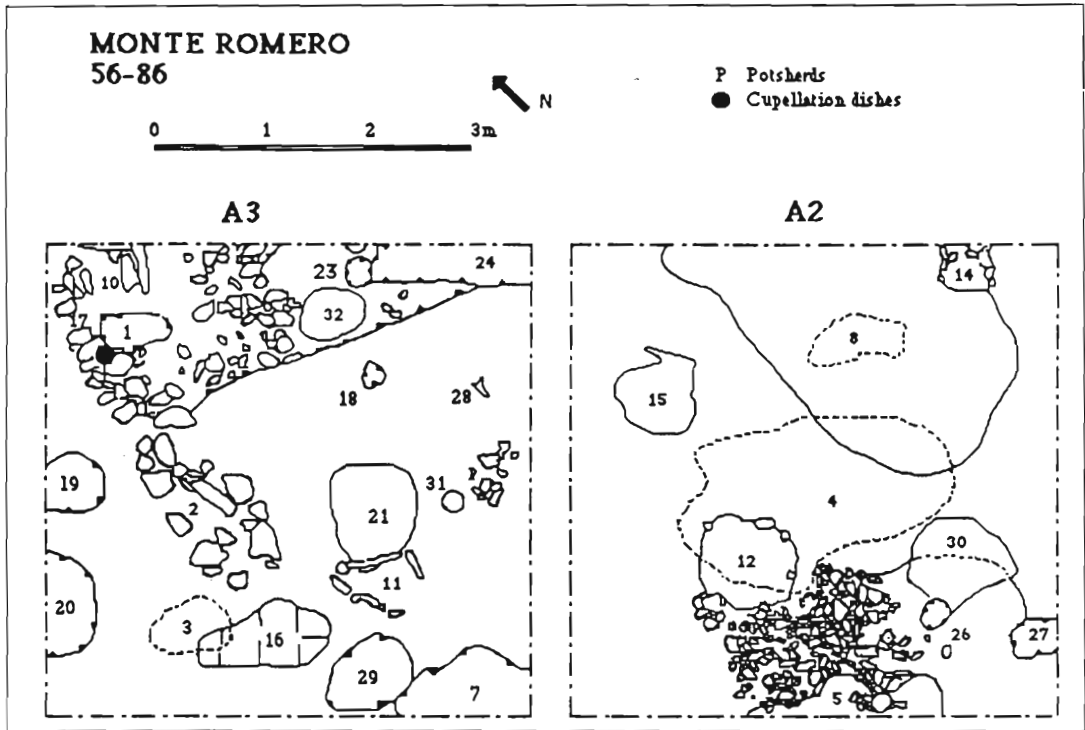 MONTE ROMERO
56-86
N
P Potsherds
Cupellation dishes
0 1 2 3m
A3 A2
10 23 24 14
17 1 32 8
18 28 15
19 2 21 31 P 4
20 11 12 30
3 16 26 27
29 7 5